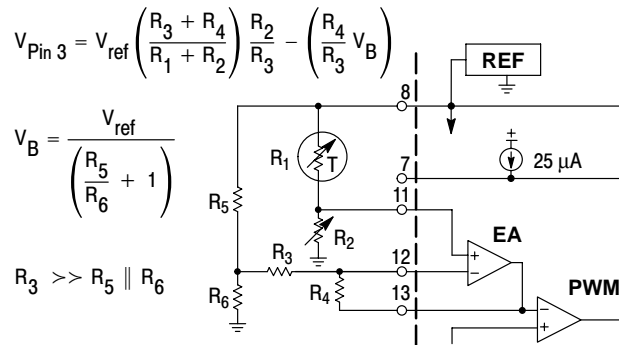 V_Pin 3 = V_ref ( (R_3 + R_4) / (R_1 + R_2) ) R_2 / R_3 − ( R_4 / R_3 V_B )
V_B = V_ref / ( R_5 / R_6 + 1 )
R_3 >> R_5 ∥ R_6
REF
8
R_1
T
7
25 μA
11
R_5
R_2
EA
R_3
12
+
−
PWM
R_6
R_4
13
−
+